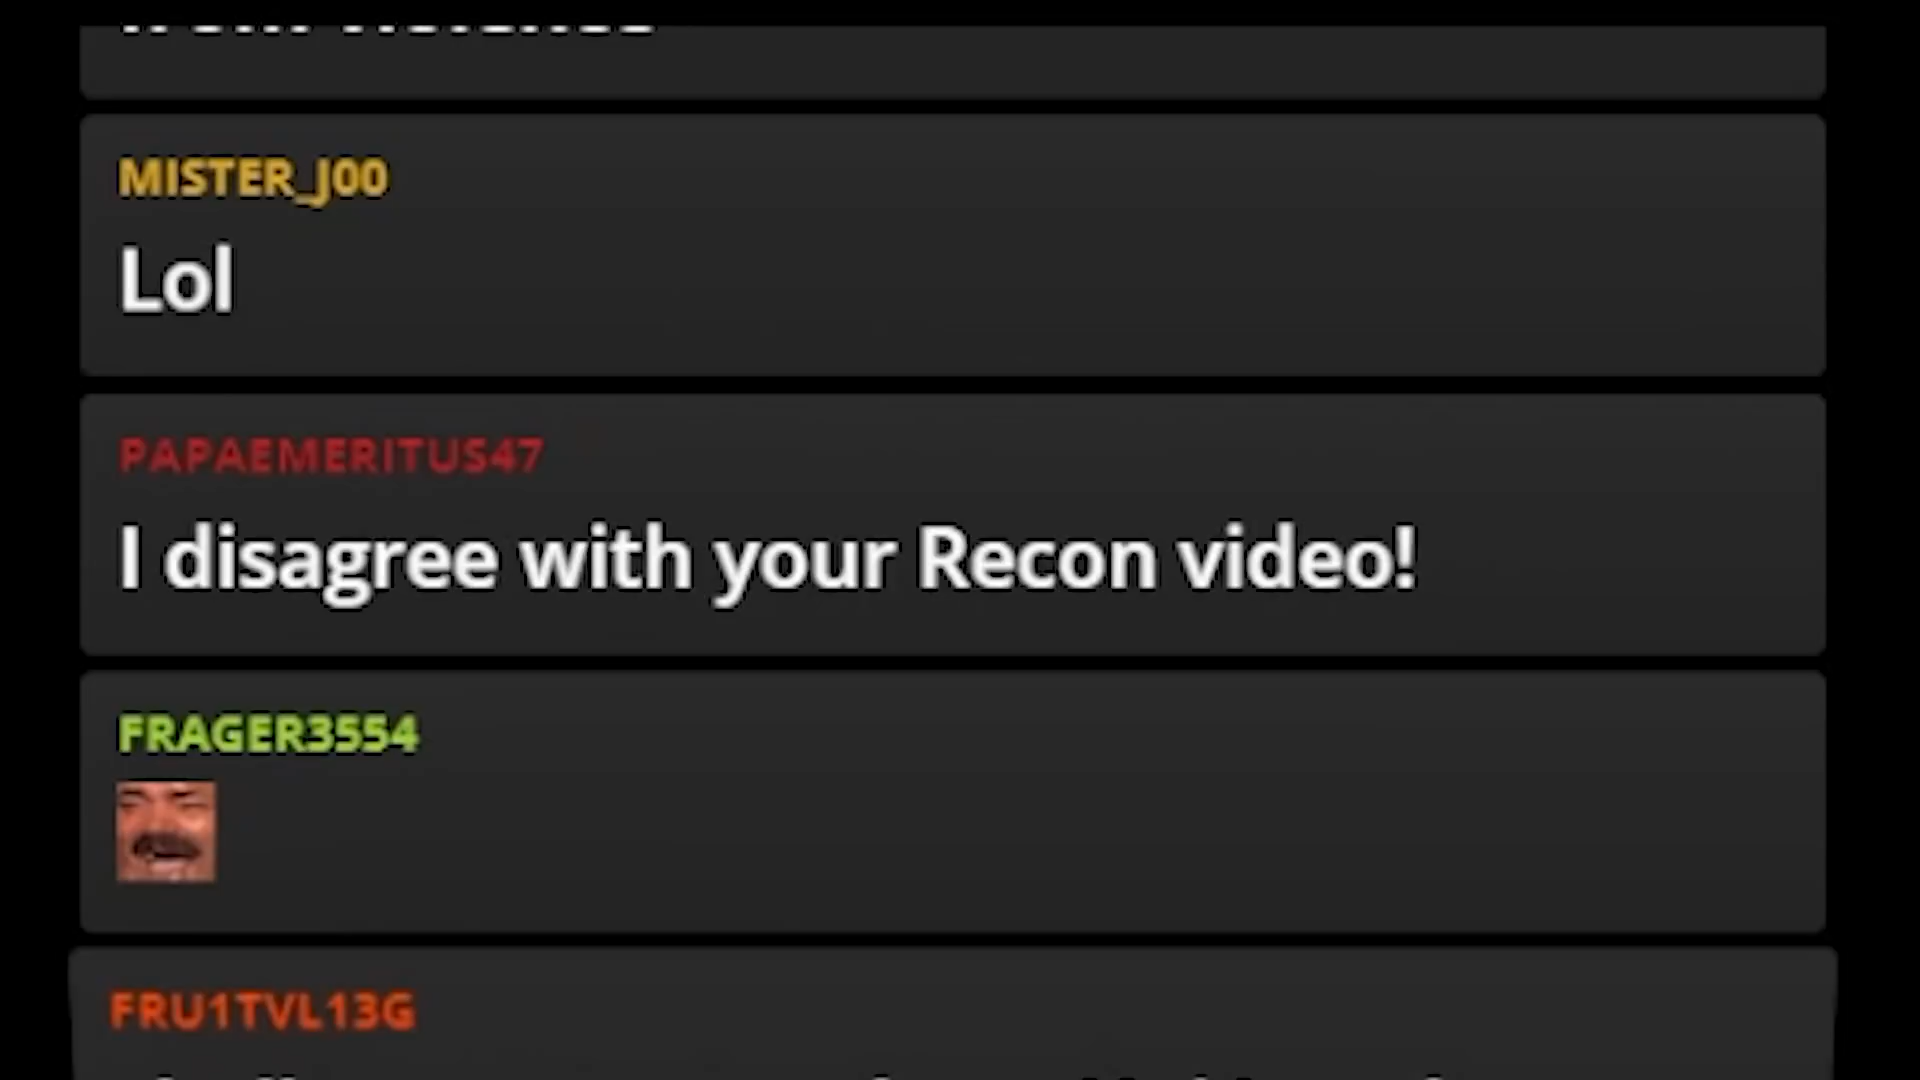 MISTER_J00
Lol
PAPAEMERITUS47
I disagree with your Recon video!
FRAGER3554
FRU1TVL13G